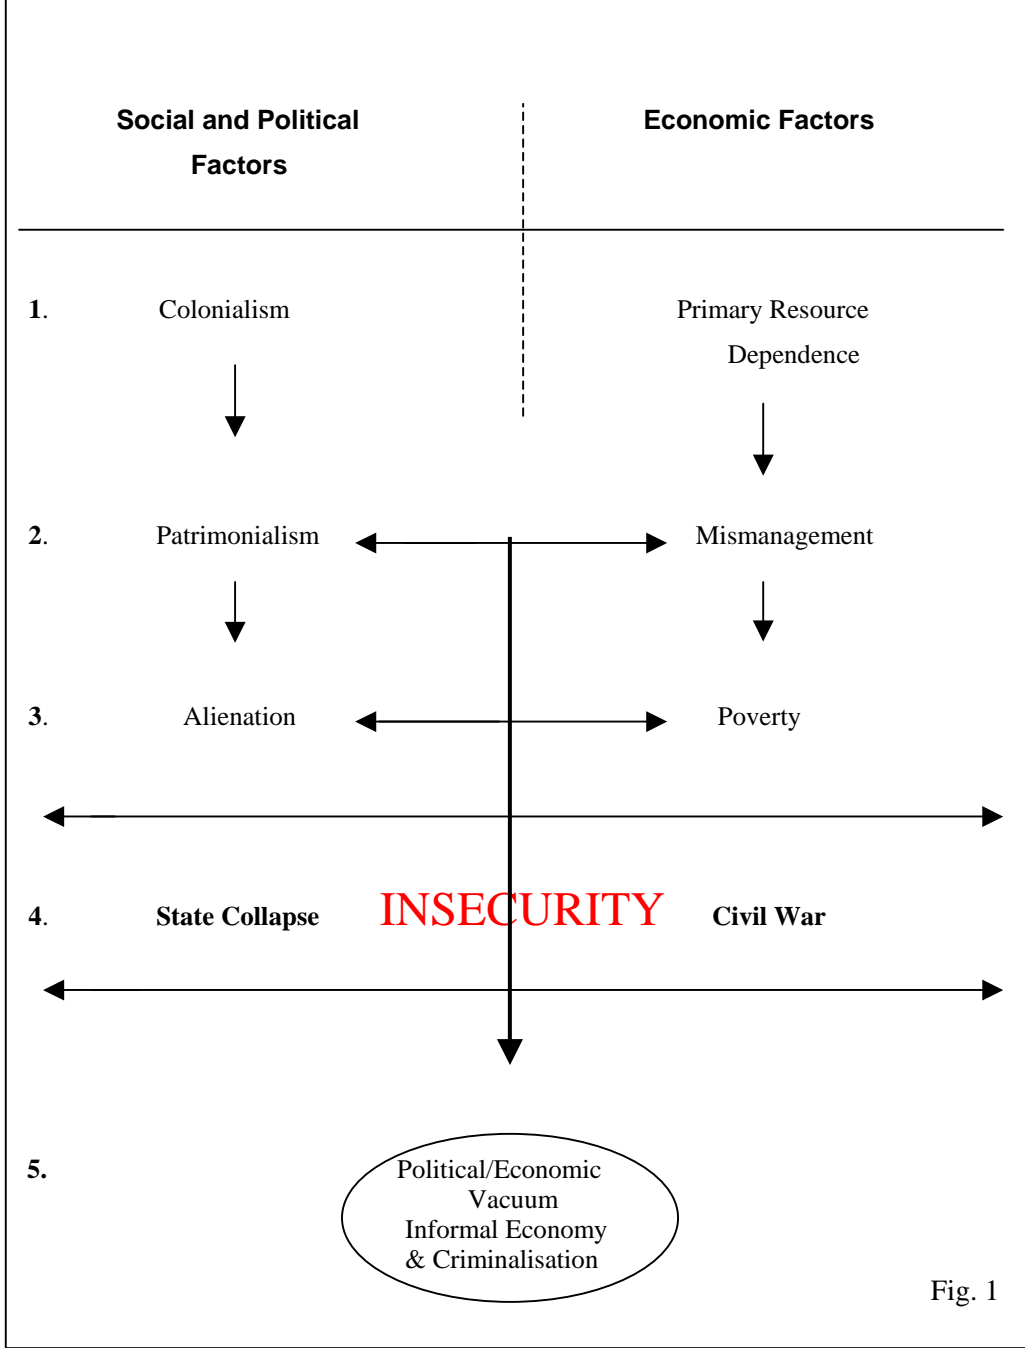 Social and Political
Factors
Economic Factors
1. Colonialism Primary Resource
Dependence
2. Patrimonialism Mismanagement
3. Alienation Poverty
4. State Collapse INSECURITY Civil War
5. Political/Economic
Vacuum
Informal Economy
& Criminalisation
Fig. 1